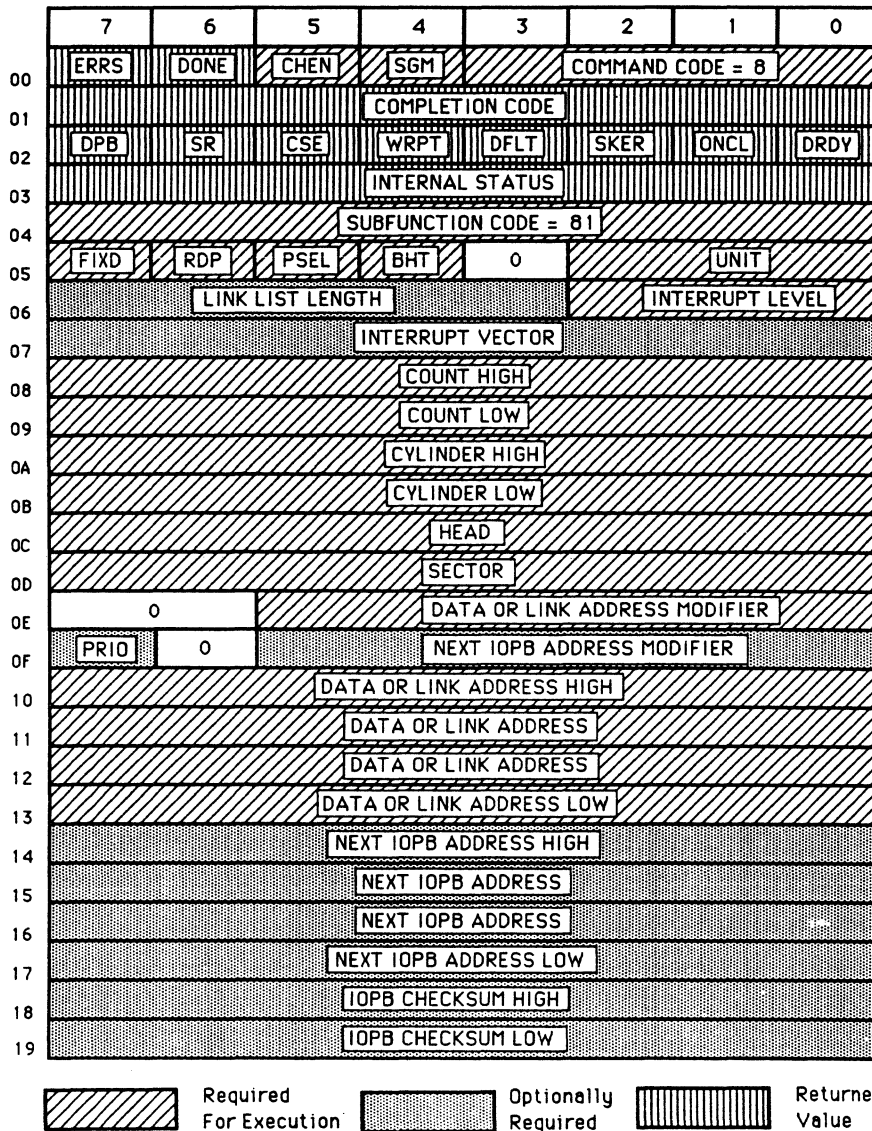 7 6 5 4 3 2 1 0
ERRS DONE CHEN SGM COMMAND CODE = 8
00
COMPLETION CODE
01
DPB SR CSE WRPT DFLT SKER ONCL DRDY
02
INTERNAL STATUS
03
SUBFUNCTION CODE = 81
04
FIXD RDP PSEL BHT 0 UNIT
05
LINK LIST LENGTH INTERRUPT LEVEL
06
INTERRUPT VECTOR
07
COUNT HIGH
08
COUNT LOW
09
CYLINDER HIGH
0A
CYLINDER LOW
0B
HEAD
0C
SECTOR
0D
0 DATA OR LINK ADDRESS MODIFIER
0E
PRIO 0 NEXT IOPB ADDRESS MODIFIER
0F
DATA OR LINK ADDRESS HIGH
10
DATA OR LINK ADDRESS
11
DATA OR LINK ADDRESS
12
DATA OR LINK ADDRESS LOW
13
NEXT IOPB ADDRESS HIGH
14
NEXT IOPB ADDRESS
15
NEXT IOPB ADDRESS
16
NEXT IOPB ADDRESS LOW
17
IOPB CHECKSUM HIGH
18
IOPB CHECKSUM LOW
19
Required Optionally Returne
For Execution Required Value